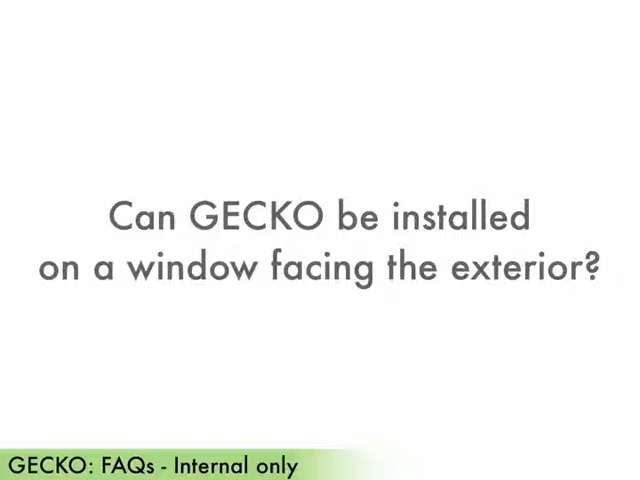 Can GECKO be installed
on a window facing the exterior?
GECKO: FAQs - Internal only